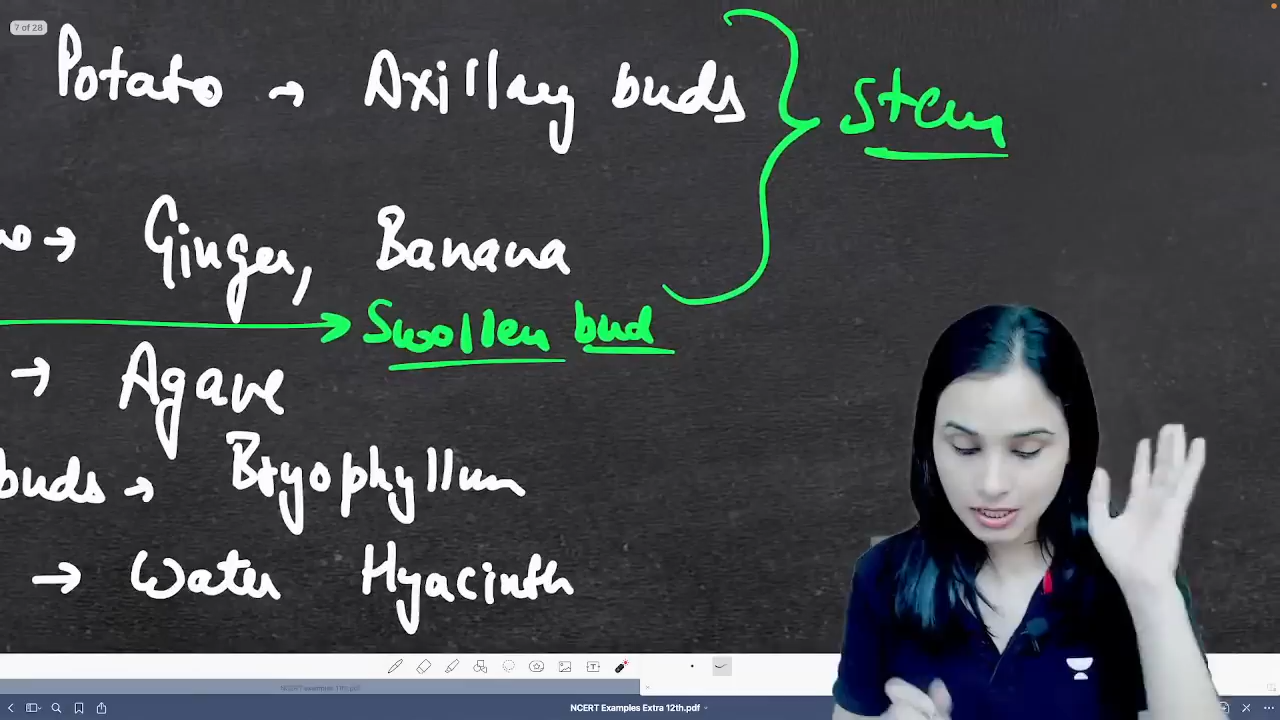 7 of 28
Potato → Axillary buds
Stem
→ Ginger, Banana
→ Swollen bud
→ Agave
buds → Bryophyllum
→ Water Hyacinth
NCERT Examples Extra 12th.pdf